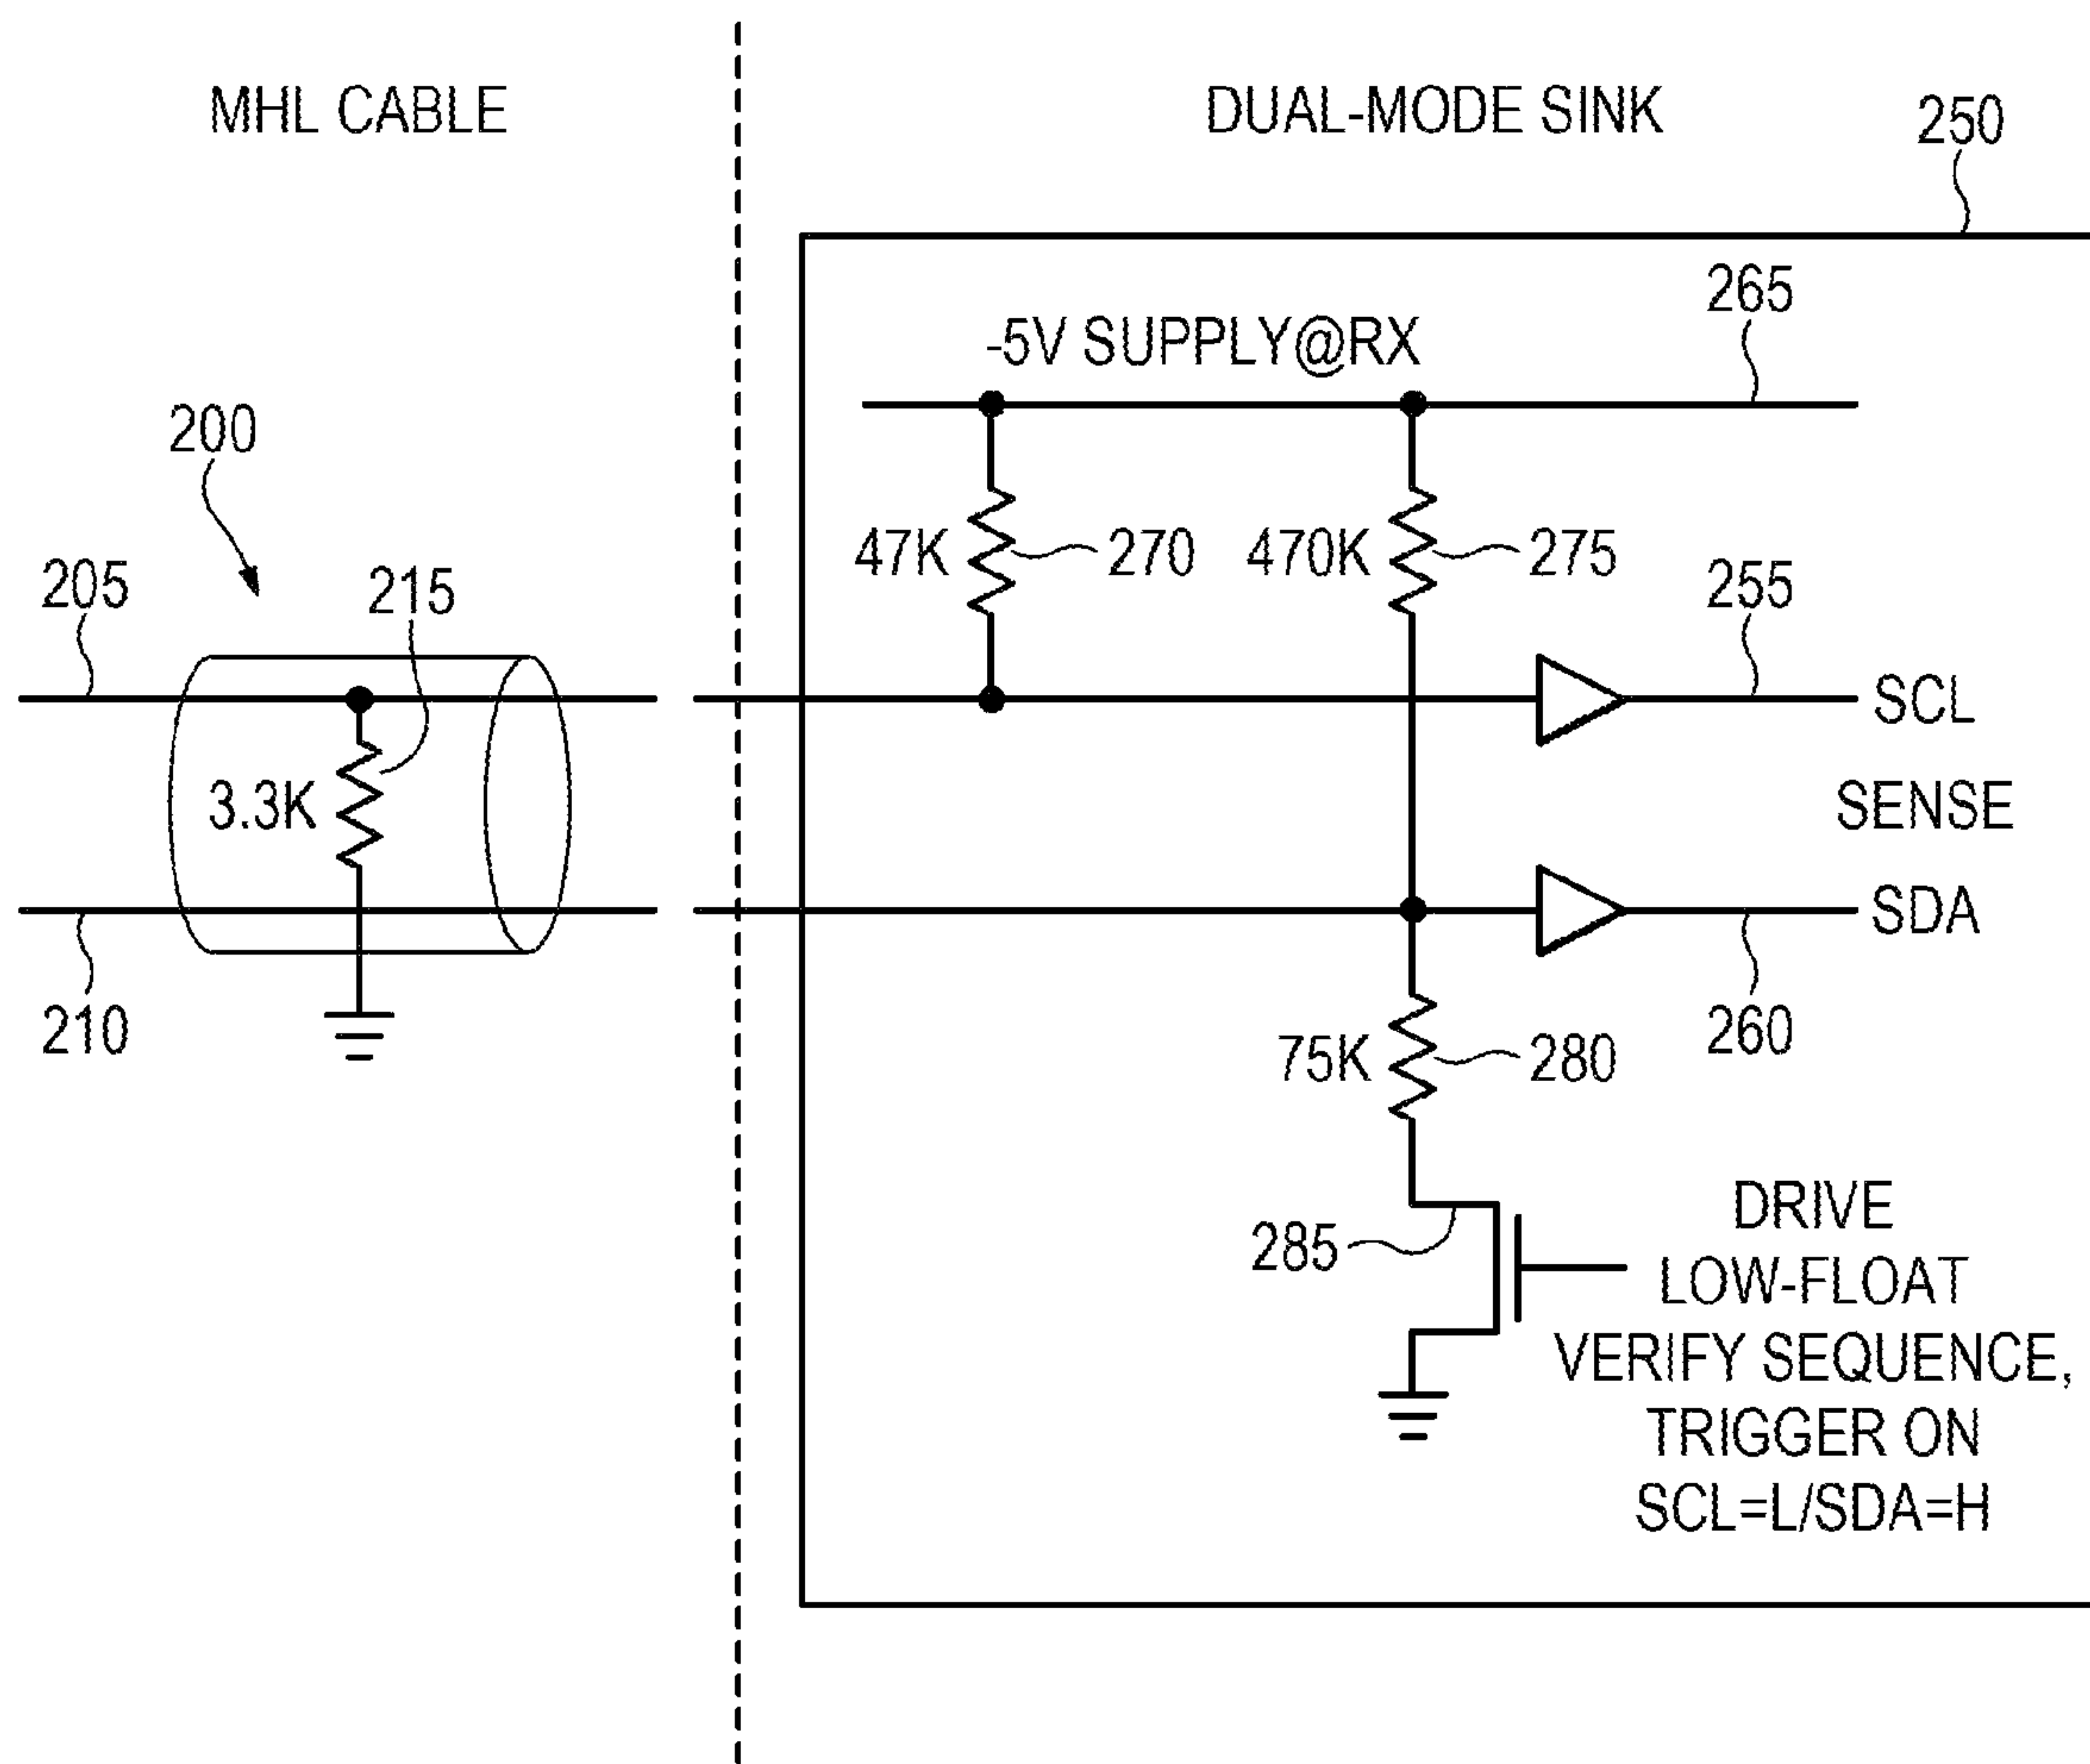 MHL CABLE
DUAL-MODE SINK
250
265
-5V SUPPLY@RX
200
47K
270
470K
275
205
215
255
SCL
3.3K
SENSE
SDA
210
260
75K
280
285
DRIVE
LOW-FLOAT
VERIFY SEQUENCE,
TRIGGER ON
SCL=L/SDA=H